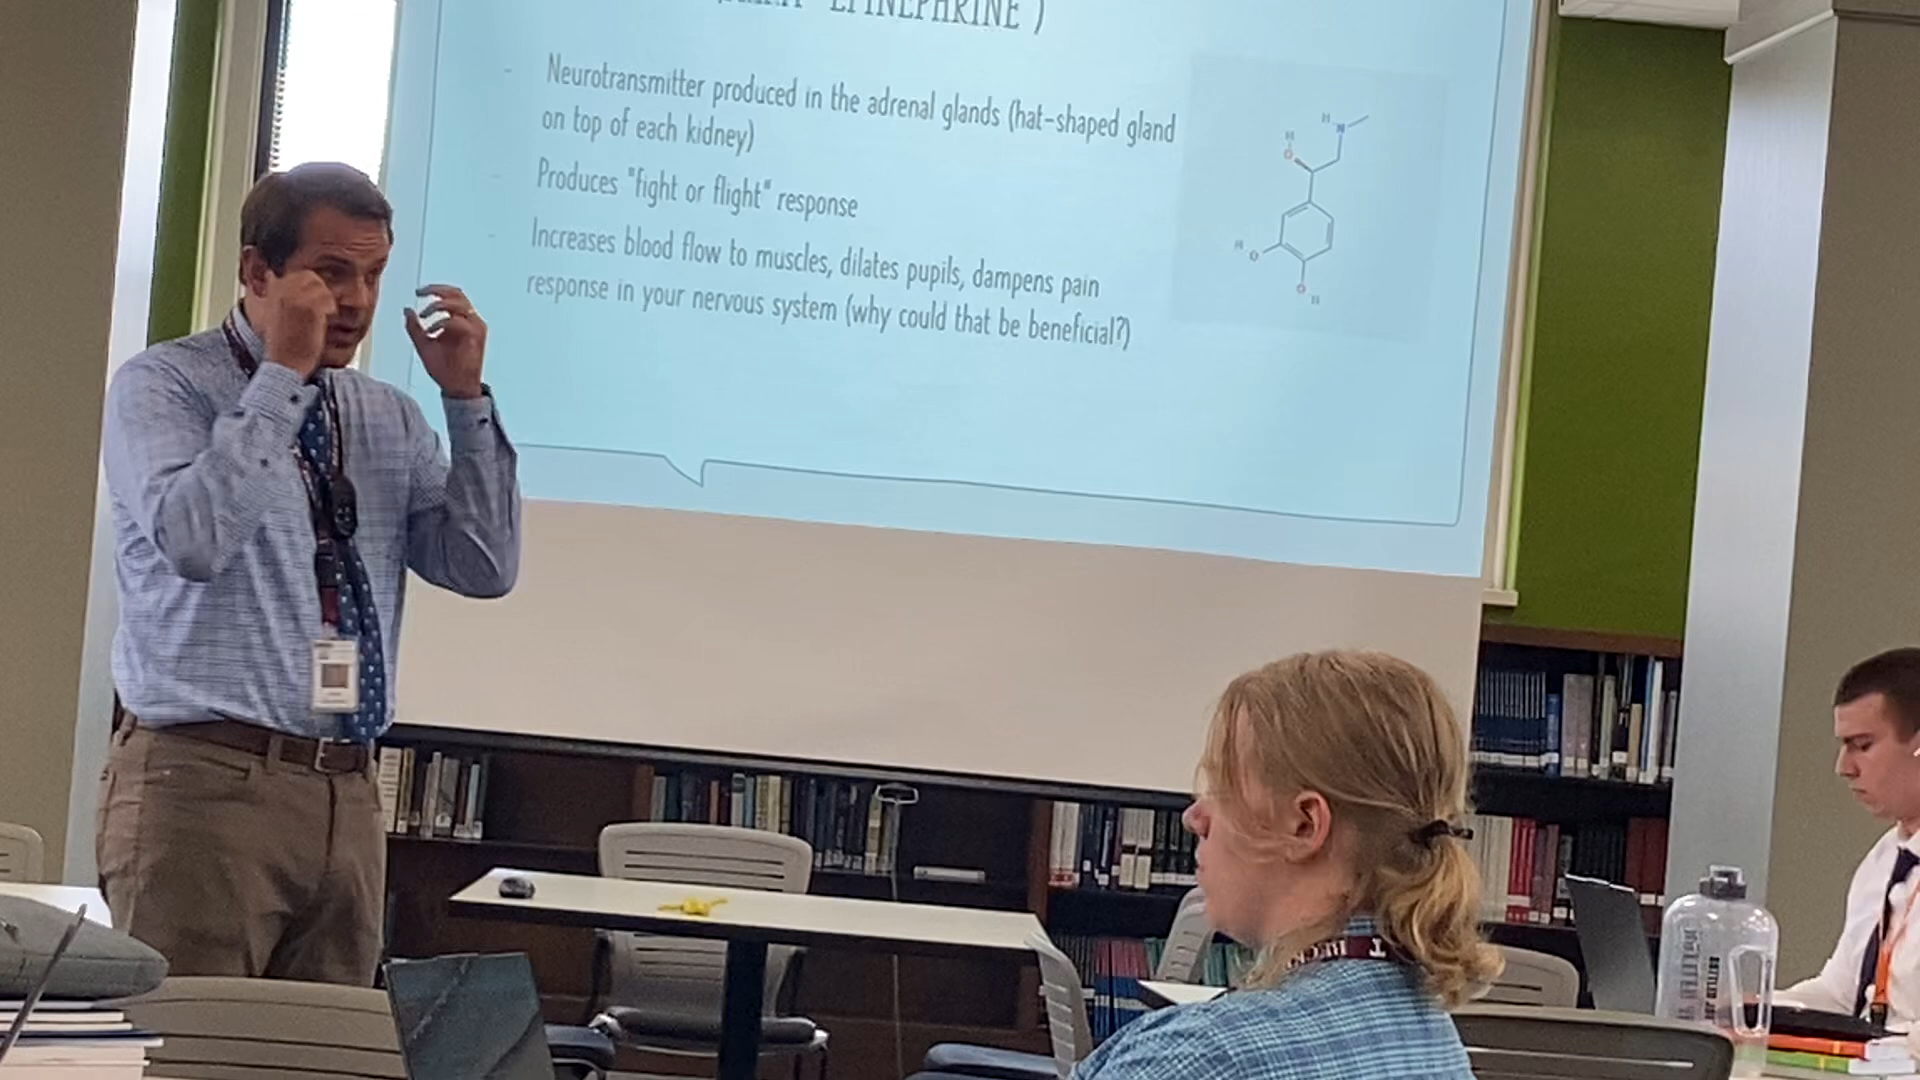 EPINEPHRINE )
- Neurotransmitter produced in the adrenal glands (hat-shaped gland
on top of each kidney)
- Produces "fight or flight" response
- Increases blood flow to muscles, dilates pupils, dampens pain
response in your nervous system (why could that be beneficial?)
H
N
H
O
H
O
O
H